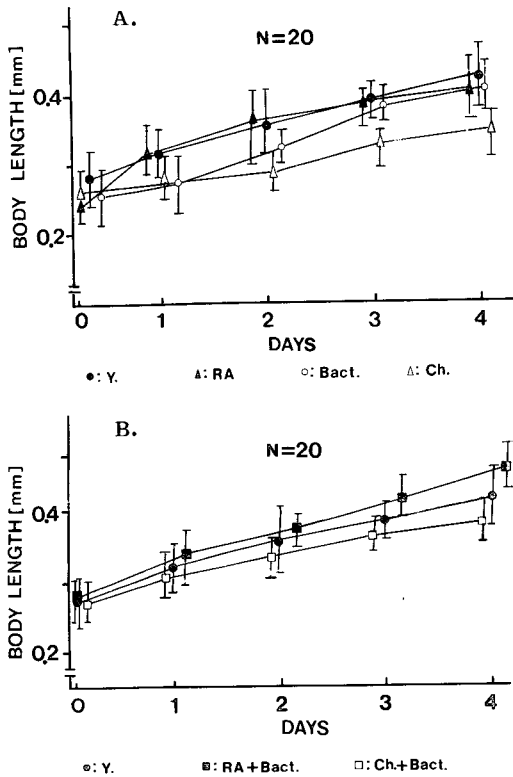 A.
N=20
BODY LENGTH [mm]
0.4
0.2
0 1 2 3 4
DAYS
●: Y. ▲: RA ○: Bact. △: Ch.
B.
N=20
BODY LENGTH [mm]
0.4
0.2
0 1 2 3 4
DAYS
◉: Y. ▩: RA+Bact. □: Ch.+Bact.